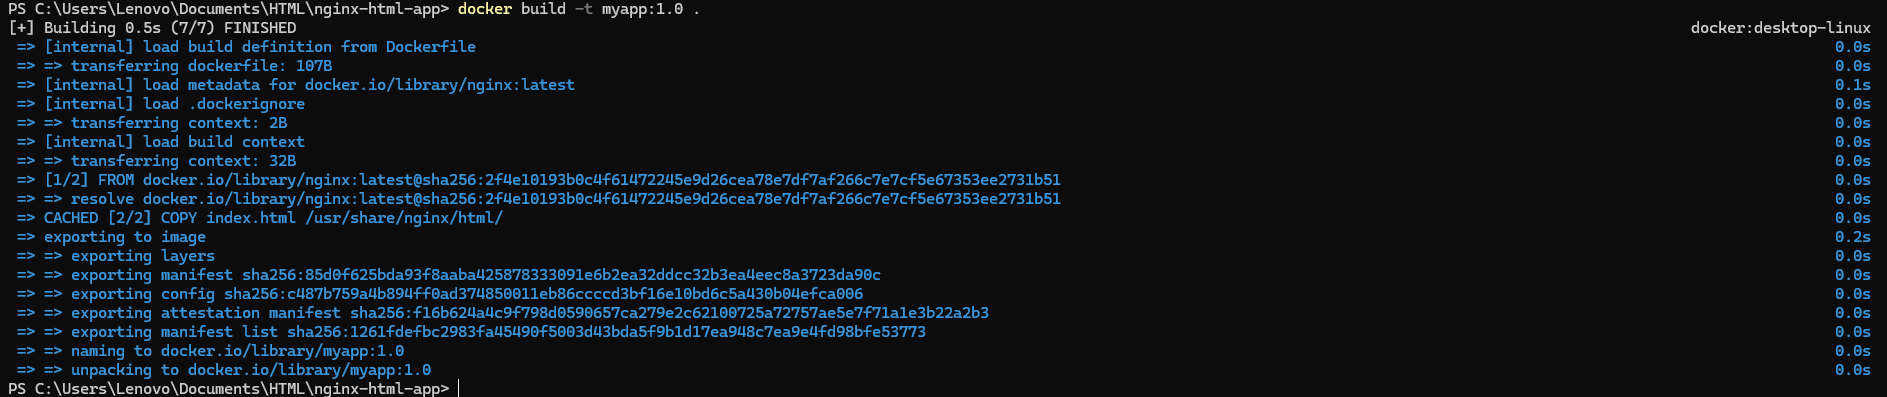 PS C:\Users\Lenovo\Documents\HTML\nginx-html-app> docker build -t myapp:1.0 .
[+] Building 0.5s (7/7) FINISHED docker:desktop-linux
=> [internal] load build definition from Dockerfile 0.0s
=> => transferring dockerfile: 107B 0.0s
=> [internal] load metadata for docker.io/library/nginx:latest 0.1s
=> [internal] load .dockerignore 0.0s
=> => transferring context: 2B 0.0s
=> [internal] load build context 0.0s
=> => transferring context: 32B 0.0s
=> [1/2] FROM docker.io/library/nginx:latest@sha256:2f4e10193b0c4f61472245e9d26cea78e7df7af266c7e7cf5e67353ee2731b51 0.0s
=> => resolve docker.io/library/nginx:latest@sha256:2f4e10193b0c4f61472245e9d26cea78e7df7af266c7e7cf5e67353ee2731b51 0.0s
=> CACHED [2/2] COPY index.html /usr/share/nginx/html/ 0.0s
=> exporting to image 0.2s
=> => exporting layers 0.0s
=> => exporting manifest sha256:85d0f625bda93f8aaba425878333091e6b2ea32ddcc32b3ea4eec8a3723da90c 0.0s
=> => exporting config sha256:c487b759a4b894ff0ad374850011eb86ccccd3bf16e10bd6c5a430b04efca006 0.0s
=> => exporting attestation manifest sha256:f16b624a4c9f798d0590657ca279e2c62100725a72757ae5e7f71a1e3b22a2b3 0.0s
=> => exporting manifest list sha256:1261fdefbc2983fa45490f5003d43bda5f9b1d17ea948c7ea9e4fd98bfe53773 0.0s
=> => naming to docker.io/library/myapp:1.0 0.0s
=> => unpacking to docker.io/library/myapp:1.0 0.0s
PS C:\Users\Lenovo\Documents\HTML\nginx-html-app>